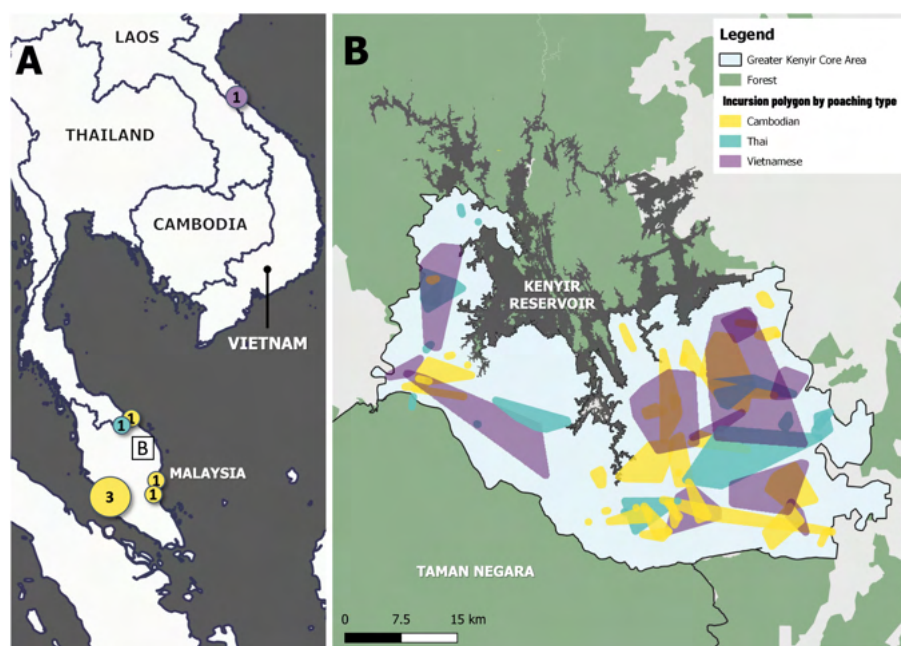 A
LAOS
1
THAILAND
CAMBODIA
VIETNAM
1
1
B
MALAYSIA
1
1
3
B
Legend
Greater Kenyir Core Area
Forest
Incursion polygon by poaching type
Cambodian
Thai
Vietnamese
KENYIR
RESERVOIR
TAMAN NEGARA
0
7.5
15 km